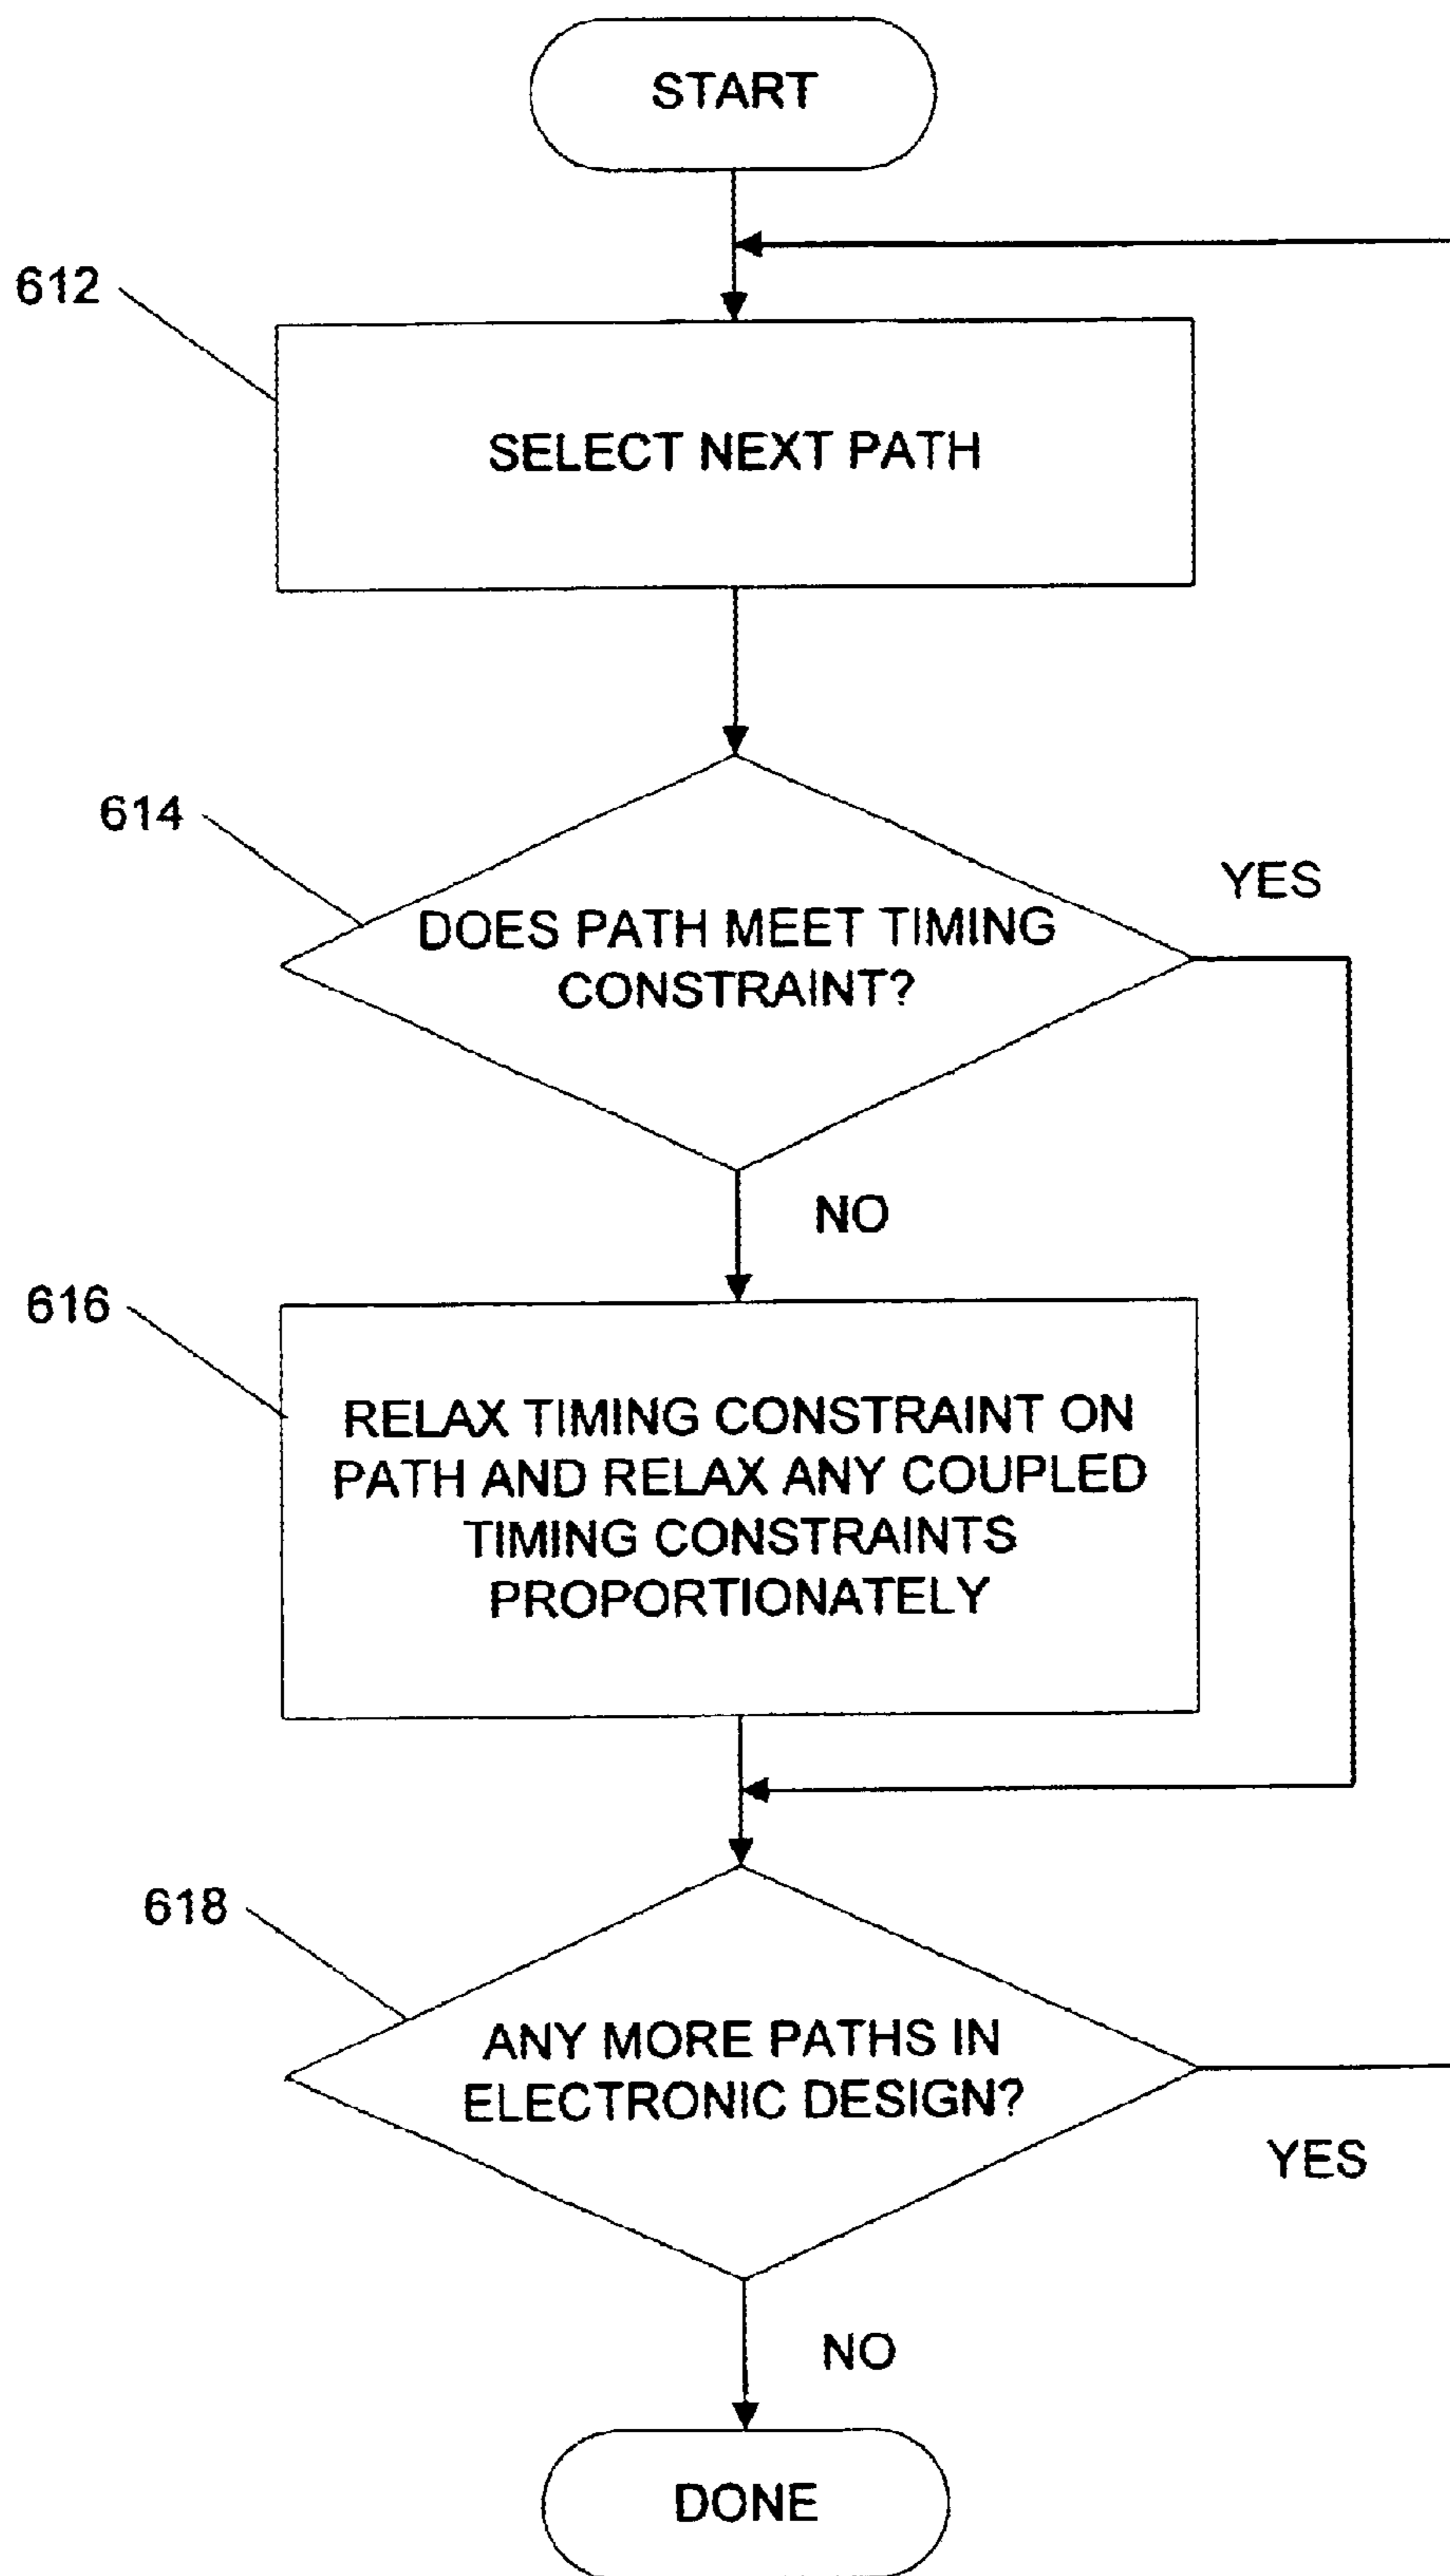 START
612
SELECT NEXT PATH
614
YES
DOES PATH MEET TIMING
CONSTRAINT?
NO
616
RELAX TIMING CONSTRAINT ON
PATH AND RELAX ANY COUPLED
TIMING CONSTRAINTS
PROPORTIONATELY
618
ANY MORE PATHS IN
ELECTRONIC DESIGN?
YES
NO
DONE